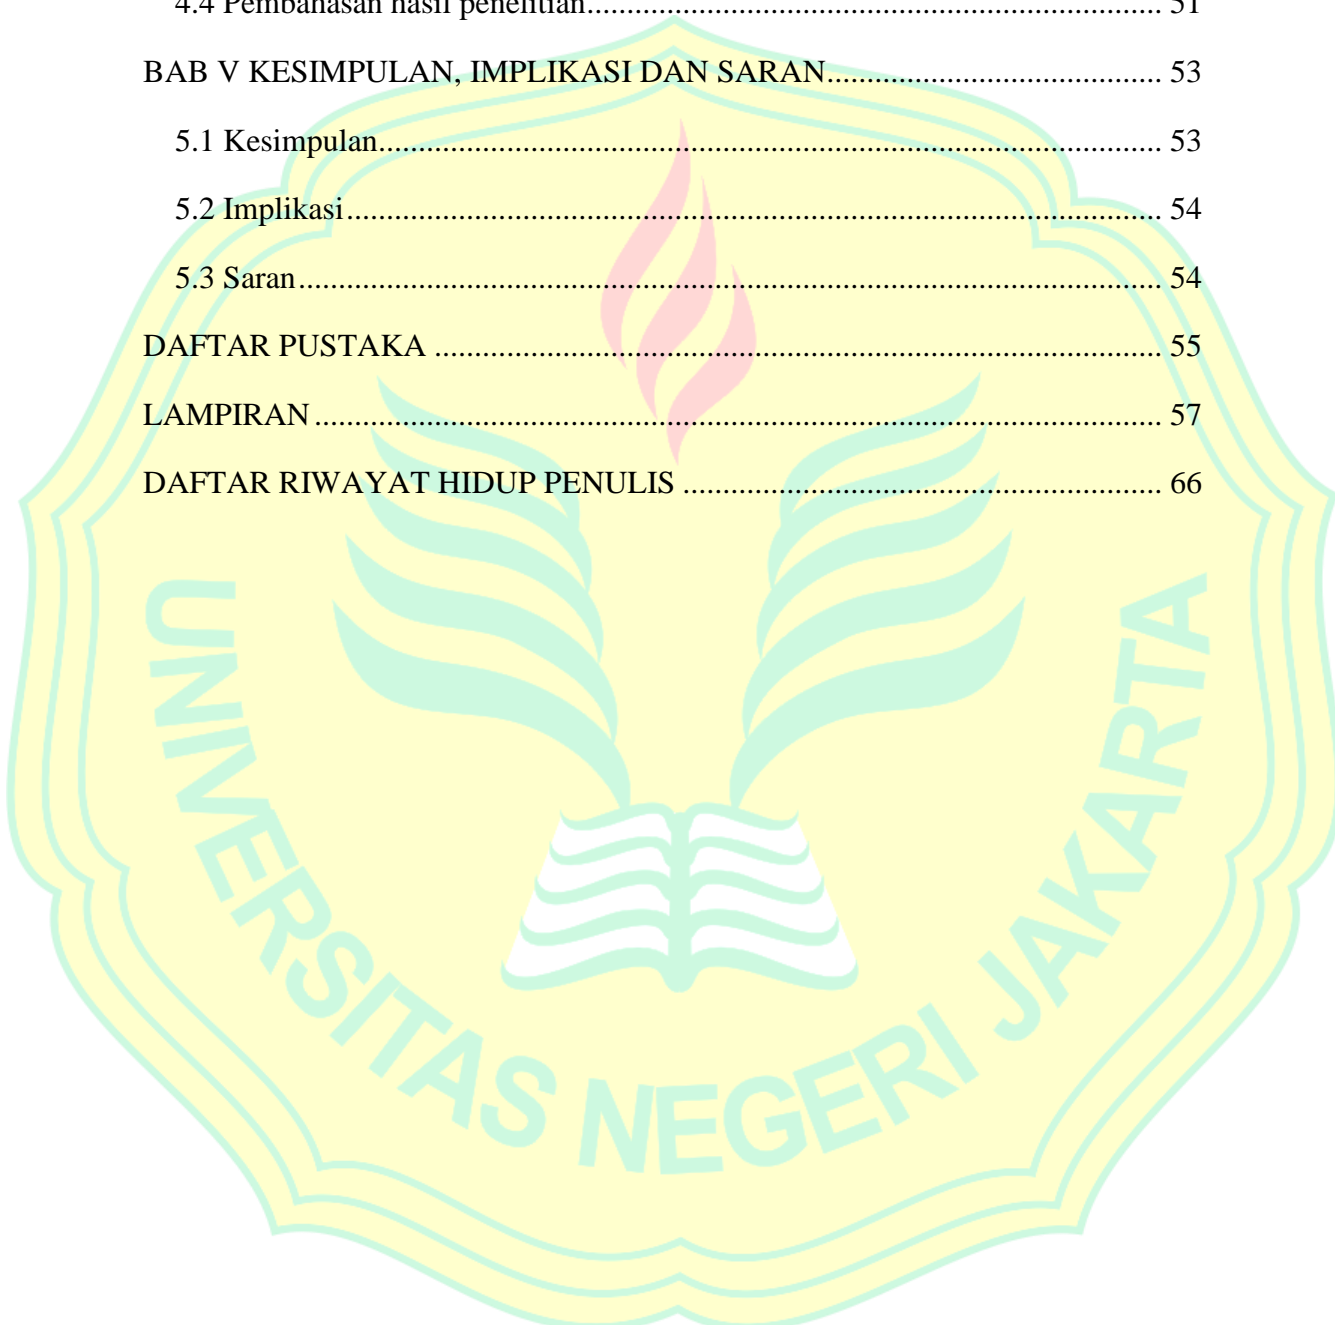 4.4 Pembahasan hasil penelitian.......................................................................... 51
BAB V KESIMPULAN, IMPLIKASI DAN SARAN.......................................... 53
5.1 Kesimpulan.................................................................................................... 53
5.2 Implikasi........................................................................................................ 54
5.3 Saran.............................................................................................................. 54
DAFTAR PUSTAKA ............................................................................................ 55
LAMPIRAN........................................................................................................... 57
DAFTAR RIWAYAT HIDUP PENULIS ............................................................. 66
UNIVERSITAS NEGERI JAKARTA